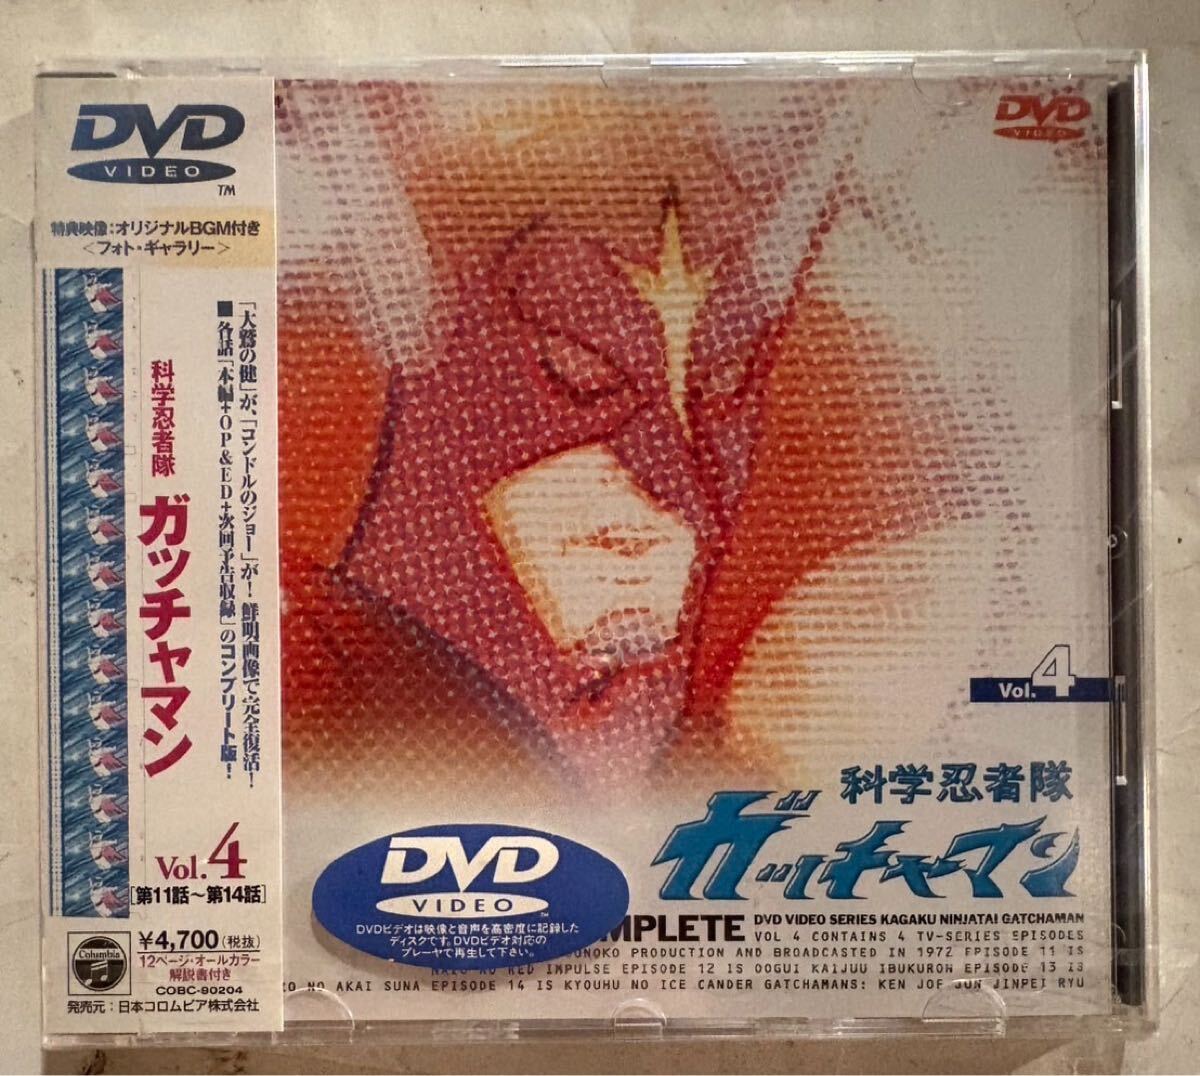 DVD
VIDEO
TM
特典映像:オリジナルBGM付き
<フォト・ギャラリー>
「大鷲の健」が、「コンドルのジョー」が! 鮮明画像で完全復活!
■各話「本編+OP&ED+次回予告収録」のコンプリート版!
科学忍者隊
ガッチャマン
Vol.4
[第11話〜第14話]
Columbia
¥4,700(税抜)
12ページ・オールカラー
解説書付き
COBC-90204
発売元:日本コロムビア株式会社
DVD
VIDEO
Vol.4
科学忍者隊
ガッチャマン
DVD
VIDEO
DVDビデオは映像と音声を高密度に記録した
ディスクです。DVDビデオ対応の
プレーヤで再生して下さい。
MPLETE
DVD VIDEO SERIES KAGAKU NINJATAI GATCHAMAN
VOL 4 CONTAINS 4 TV-SERIES EPISODES
PRODUCTION AND BROADCASTED IN 1972 EPISODE 11 IS
NO RED IMPULSE EPISODE 12 IS OOGUI KAIJUU IBUKURON EPISODE 13 IS
NO AKAI SUNA EPISODE 14 IS KYOUHU NO ICE CANDER GATCHAMANS: KEN JOE JUN JINPEI RYU